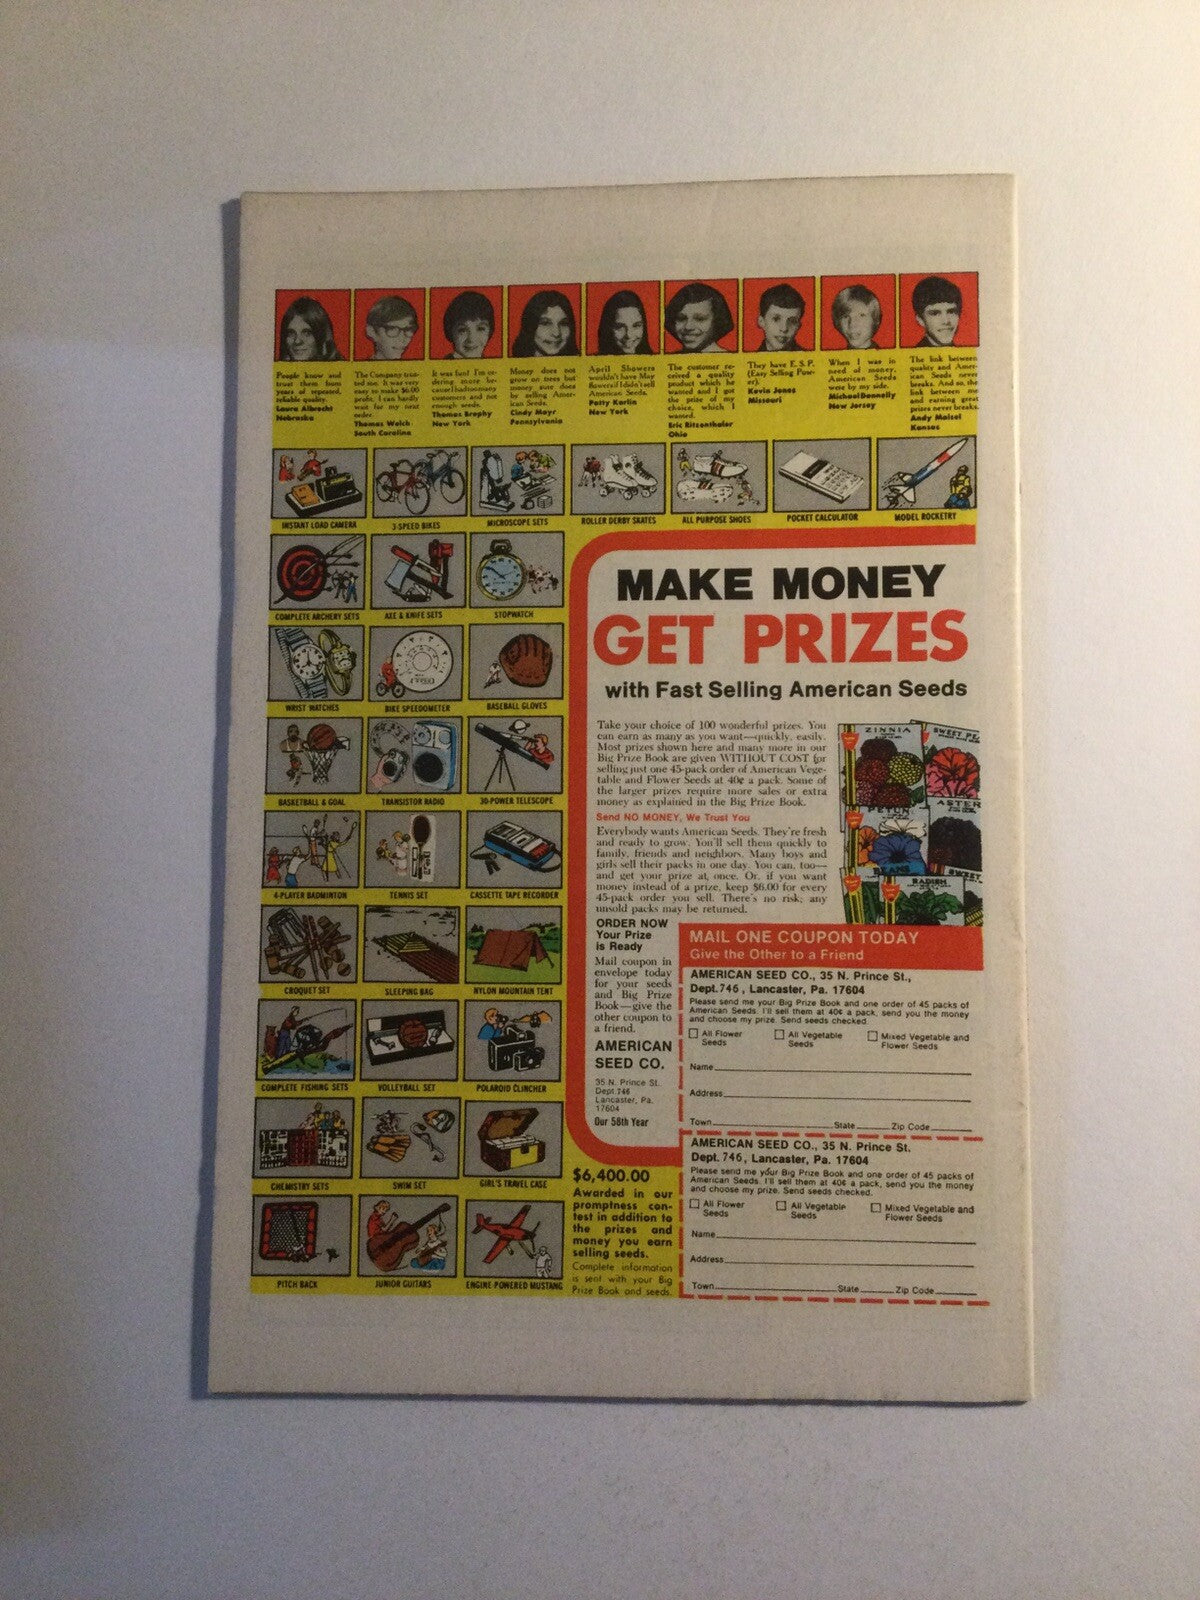 People know and
trust them from
years of repeated,
reliable quality.
Laura Albrecht
Nebraska
The Company trus-
ted me. It was very
easy to make $6.00
profit. I can hardly
wait for my next
order.
Thomas Welch
South Carolina
It was fun! I'm or-
dering more be-
cause I had too many
customers and not
enough seeds.
Thomas Brophy
New York
Money does not
grow on trees but
money sure does
by selling Amer-
ican Seeds.
Cindy Mayr
Pennsylvania
April Showers
wouldn't have May
flowers if I didn't sell
American Seeds.
Patty Karlin
New York
The customer re-
ceived a quality
product which he
wanted and I got
the prize of my
choice, which I
wanted.
Eric Ritzenthaler
Ohio
They have E.S.P.
(Easy Selling Pow-
er).
Kevin Jones
Missouri
When I was in
need of money,
American Seeds
were by my side.
Michael Donnelly
New Jersey
The link between
quality and Amer-
ican Seeds never
breaks. And so, the
link between me
and earning great
prizes never breaks.
Andy Maisel
Kansas
INSTANT LOAD CAMERA
3-SPEED BIKES
MICROSCOPE SETS
ROLLER DERBY SKATES
ALL PURPOSE SHOES
POCKET CALCULATOR
MODEL ROCKETRY
COMPLETE ARCHERY SETS
AXE & KNIFE SETS
STOPWATCH
WRIST WATCHES
BIKE SPEEDOMETER
BASEBALL GLOVES
BASKETBALL & GOAL
TRANSISTOR RADIO
30-POWER TELESCOPE
4-PLAYER BADMINTON
TENNIS SET
CASSETTE TAPE RECORDER
CROQUET SET
SLEEPING BAG
NYLON MOUNTAIN TENT
COMPLETE FISHING SETS
VOLLEYBALL SET
POLAROID CLINCHER
CHEMISTRY SETS
SWIM SET
GIRL'S TRAVEL CASE
PITCH BACK
JUNIOR GUITARS
ENGINE POWERED MUSTANG
MAKE MONEY
GET PRIZES
with Fast Selling American Seeds
Take your choice of 100 wonderful prizes. You
can earn as many as you want—quickly, easily.
Most prizes shown here and many more in our
Big Prize Book are given WITHOUT COST for
selling just one 45-pack order of American Vege-
table and Flower Seeds at 40¢ a pack. Some of
the larger prizes require more sales or extra
money as explained in the Big Prize Book.
Send NO MONEY, We Trust You
Everybody wants American Seeds. They're fresh
and ready to grow. You'll sell them quickly to
family, friends and neighbors. Many boys and
girls sell their packs in one day. You can, too—
and get your prize at once. Or, if you want
money instead of a prize, keep $6.00 for every
45-pack order you sell. There's no risk; any
unsold packs may be returned.
ZINNIA
SWEET PE
PETUN
ASTER
BEANS
RADISH
SWEET
ORDER NOW
Your Prize
is Ready
Mail coupon in
envelope today
for your seeds
and Big Prize
Book—give the
other coupon to
a friend.
AMERICAN
SEED CO.
35 N. Prince St.
Dept. 746
Lancaster, Pa.
17604
Our 58th Year
$6,400.00
Awarded in our
promptness con-
test in addition to
the prizes and
money you earn
selling seeds.
Complete information
is sent with your Big
Prize Book and seeds.
MAIL ONE COUPON TODAY
Give the Other to a Friend
AMERICAN SEED CO., 35 N. Prince St.,
Dept. 746, Lancaster, Pa. 17604
Please send me your Big Prize Book and one order of 45 packs of
American Seeds. I'll sell them at 40¢ a pack, send you the money
and choose my prize. Send seeds checked.
All Flower Seeds
All Vegetable Seeds
Mixed Vegetable and Flower Seeds
Name
Address
Town State Zip Code
AMERICAN SEED CO., 35 N. Prince St.
Dept. 746, Lancaster, Pa. 17604
Please send me your Big Prize Book and one order of 45 packs of
American Seeds. I'll sell them at 40¢ a pack, send you the money
and choose my prize. Send seeds checked.
All Flower Seeds
All Vegetable Seeds
Mixed Vegetable and Flower Seeds
Name
Address
Town State Zip Code